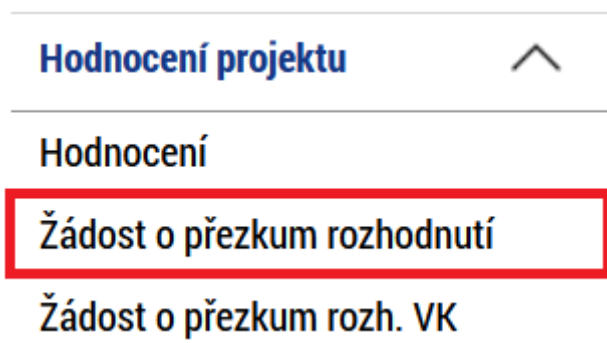 Hodnocení projektu
Hodnocení
Žádost o přezkum rozhodnutí
Žádost o přezkum rozh. VK